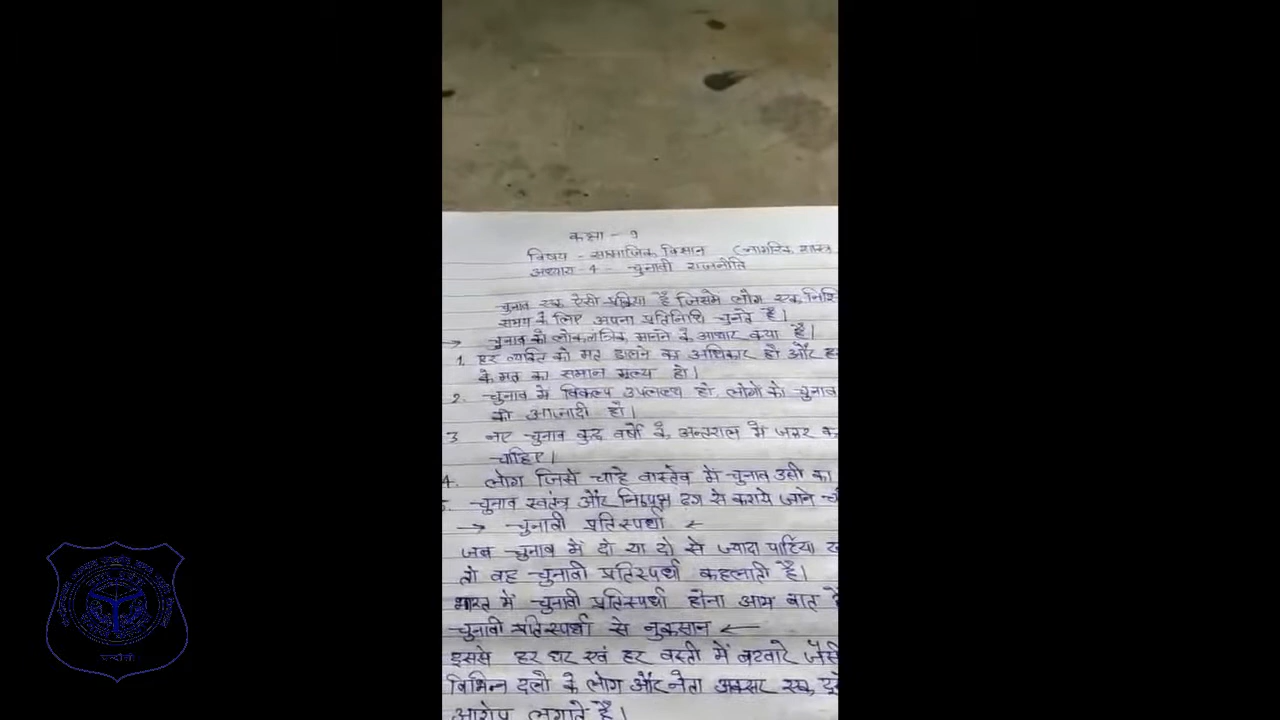 कक्षा - 9
विषय - सामाजिक विज्ञान (नागरिक शास्त्र
अध्याय - 4 - चुनावी राजनीति
चुनाव एक ऐसी प्रक्रिया है जिसमे लोग एक
समय के लिए अपना प्रतिनिधि चुनते है।
→ चुनाव को लोकतांत्रिक मानने के आधार क्या है।
1. हर व्यक्ति को मत डालने का अधिकार हो और
के मत का समान मूल्य हो।
2. चुनाव में विकल्प उपलब्ध हो, लोगों को चुनाव
की आजादी हो।
3 नए चुनाव कुछ वर्षो के अन्तराल में जरूर
चाहिए।
4. लोग जिसे चाहे वास्तव में चुनाव उसी का
चुनाव स्वतंत्र और निष्पक्ष ढंग से कराये जाने
→ चुनावी प्रतिस्पर्धा ←
जब चुनाव में दो या दो से ज्यादा पार्टिया
तो वह चुनावी प्रतिस्पर्धा कहलाती है।
भारत में चुनावी प्रतिस्पर्धा होना आम बात
चुनावी प्रतिस्पर्धा से नुकसान ←
इससे हर घर एवं हर बस्ती में बटवारे
विभिन्न दलो के लोग और नेता अक्सर एक
आरोप लगाते है।
चन्दौली